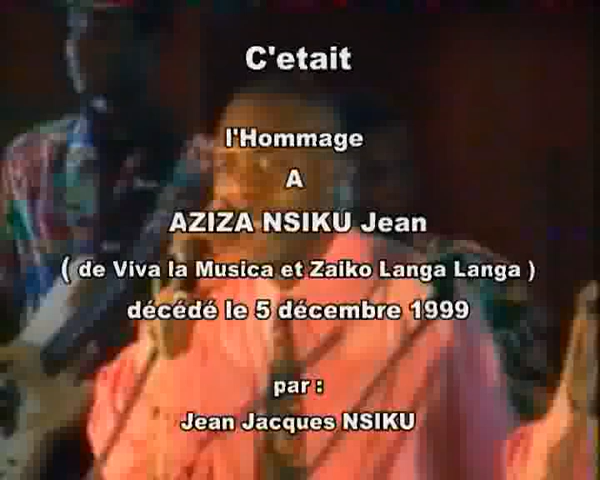 C'etait
l'Hommage
A
AZIZA NSIKU Jean
( de Viva la Musica et Zaiko Langa Langa )
décédé le 5 décembre 1999
par :
Jean Jacques NSIKU